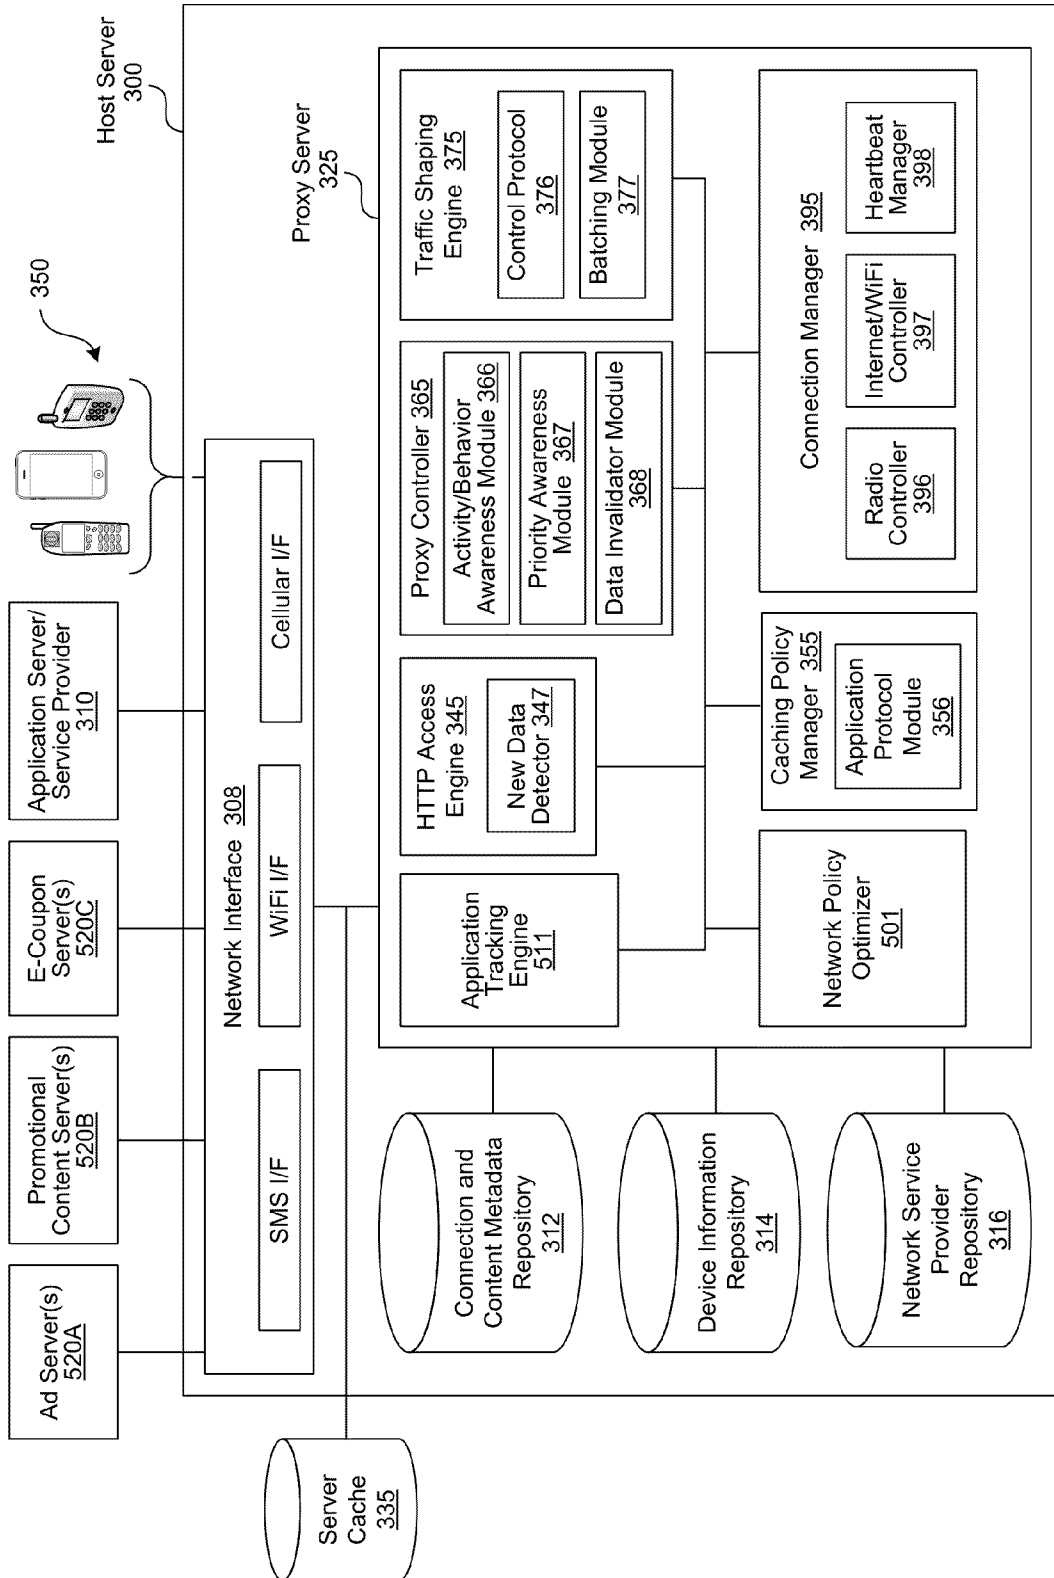 Ad Server(s)
520A
Promotional
Content Server(s)
520B
E-Coupon
Server(s)
520C
Application Server/
Service Provider
310
350
Host Server
300
Network Interface 308
SMS I/F
WiFi I/F
Cellular I/F
Server
Cache
335
Proxy Server
325
Connection and
Content Metadata
Repository
312
Device Information
Repository
314
Network Service
Provider
Repository
316
Application
Tracking
Engine
511
HTTP Access
Engine 345
New Data
Detector 347
Proxy Controller 365
Activity/Behavior
Awareness Module 366
Priority Awareness
Module 367
Data Invalidator Module
368
Traffic Shaping
Engine 375
Control Protocol
376
Batching Module
377
Network Policy
Optimizer
501
Caching Policy
Manager 355
Application
Protocol
Module
356
Connection Manager 395
Radio
Controller
396
Internet/WiFi
Controller
397
Heartbeat
Manager
398